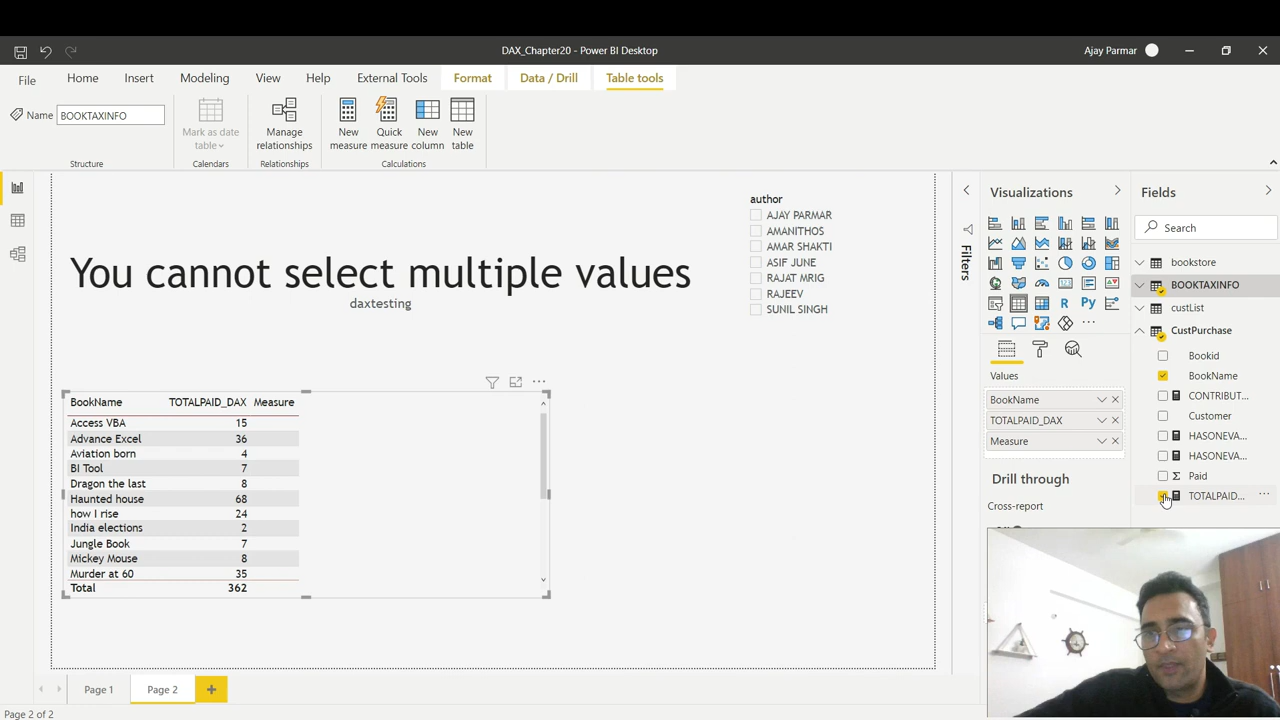 DAX_Chapter20 - Power BI Desktop
Ajay Parmar
File Home Insert Modeling View Help External Tools Format Data / Drill Table tools
Name BOOKTAXINFO
Mark as date table
Manage relationships
New measure
Quick measure
New column
New table
Structure
Calendars
Relationships
Calculations
You cannot select multiple values
daxtesting
author
AJAY PARMAR
AMANITHOS
AMAR SHAKTI
ASIF JUNE
RAJAT MRIG
RAJEEV
SUNIL SINGH
BookName TOTALPAID_DAX Measure
Access VBA 15
Advance Excel 36
Aviation born 4
BI Tool 7
Dragon the last 8
Haunted house 68
how I rise 24
India elections 2
Jungle Book 7
Mickey Mouse 8
Murder at 60 35
Total 362
Filters
Visualizations
R Py
Values
BookName
TOTALPAID_DAX
Measure
Drill through
Cross-report
Fields
Search
bookstore
BOOKTAXINFO
custList
CustPurchase
Bookid
BookName
CONTRIBUT...
Customer
HASONEVA...
HASONEVA...
Paid
TOTALPAID...
Page 1
Page 2
Page 2 of 2